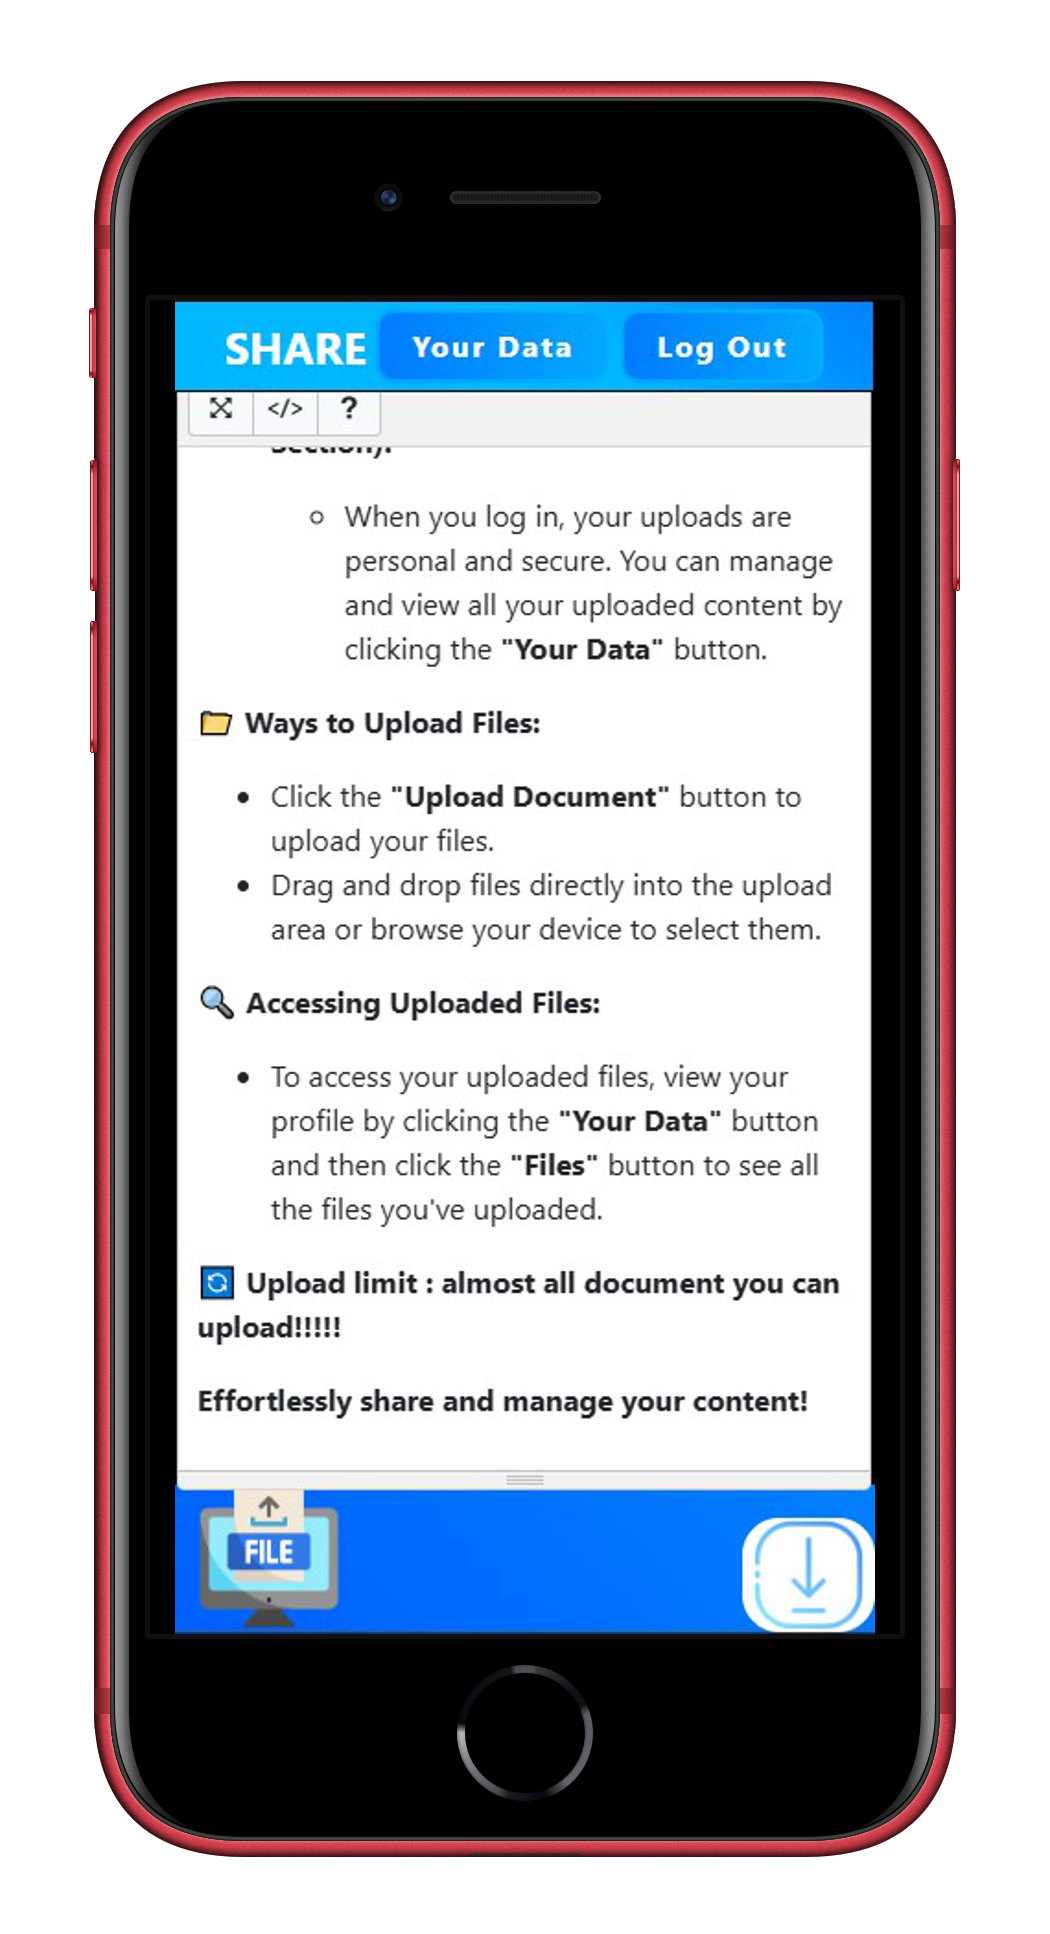 SHARE Your Data Log Out
</> ?
Section):
When you log in, your uploads are
personal and secure. You can manage
and view all your uploaded content by
clicking the "Your Data" button.
Ways to Upload Files:
Click the "Upload Document" button to
upload your files.
Drag and drop files directly into the upload
area or browse your device to select them.
Accessing Uploaded Files:
To access your uploaded files, view your
profile by clicking the "Your Data" button
and then click the "Files" button to see all
the files you've uploaded.
Upload limit : almost all document you can
upload!!!!!
Effortlessly share and manage your content!
FILE